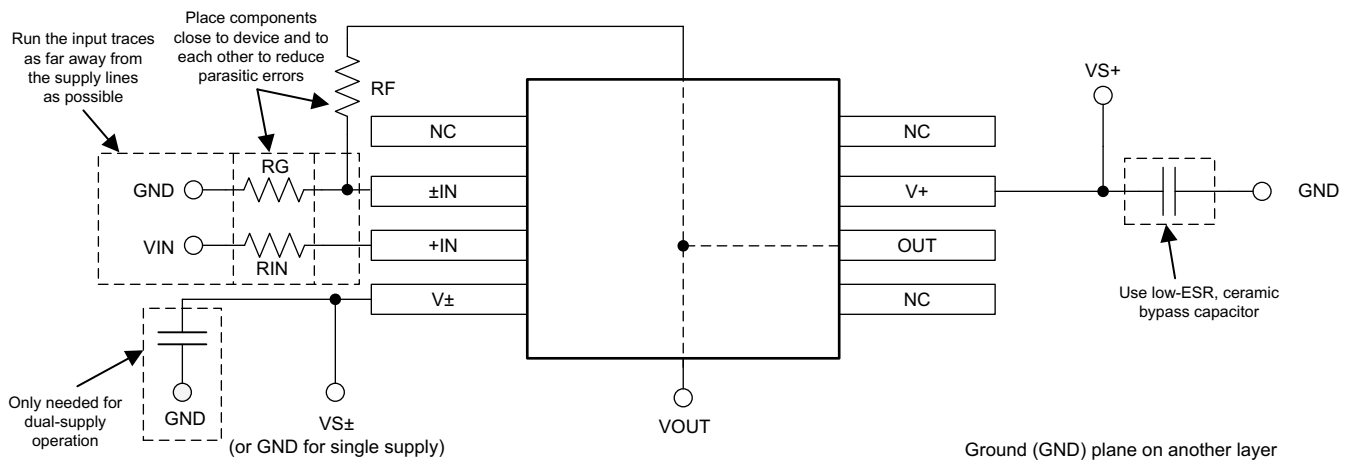 Place components
close to device and to
each other to reduce
parasitic errors
Run the input traces
as far away from
the supply lines
as possible
RF
VS+
NC
NC
RG
GND
±IN
V+
GND
VIN
+IN
OUT
RIN
V±
NC
Use low-ESR, ceramic
bypass capacitor
Only needed for
dual-supply
operation
GND
VS±
(or GND for single supply)
VOUT
Ground (GND) plane on another layer